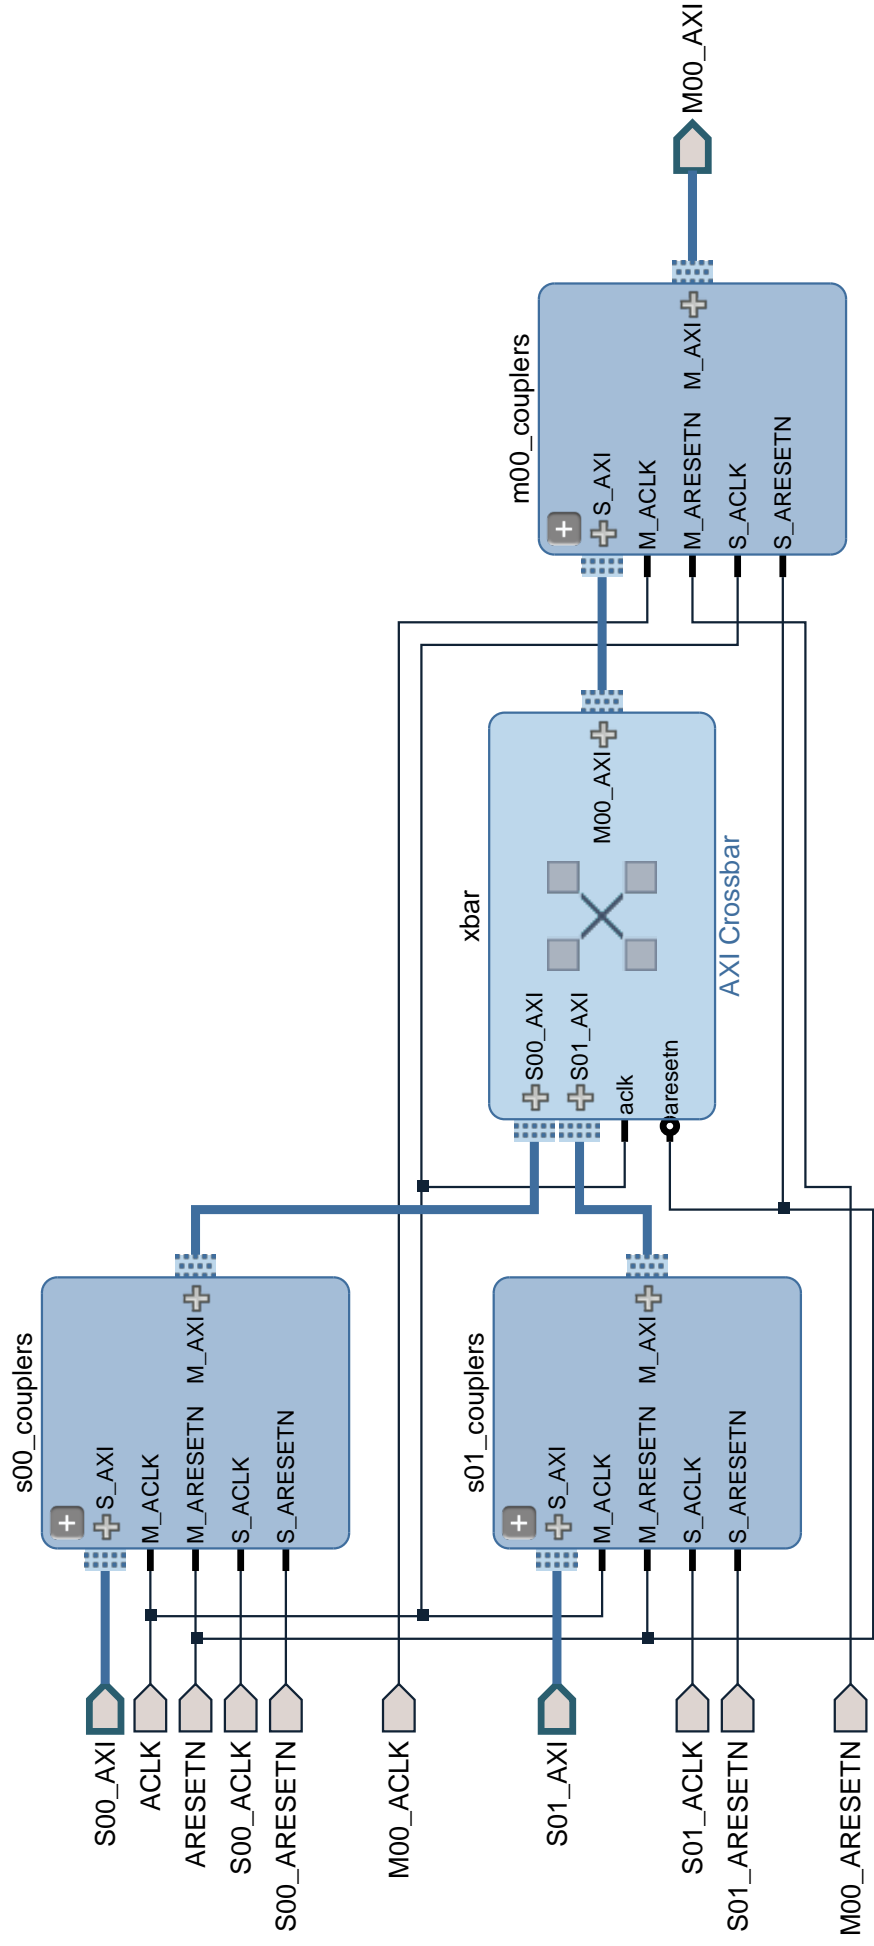 S00_AXI
ACLK
ARESETN
S00_ACLK
S00_ARESETN
M00_ACLK
S01_AXI
S01_ACLK
S01_ARESETN
M00_ARESETN
s00_couplers
S_AXI
M_ACLK
M_ARESETN
S_ACLK
S_ARESETN
M_AXI
s01_couplers
S_AXI
M_ACLK
M_ARESETN
S_ACLK
S_ARESETN
M_AXI
xbar
S00_AXI
S01_AXI
aclk
aresetn
M00_AXI
AXI Crossbar
m00_couplers
S_AXI
M_ACLK
M_ARESETN
S_ACLK
S_ARESETN
M_AXI
M00_AXI